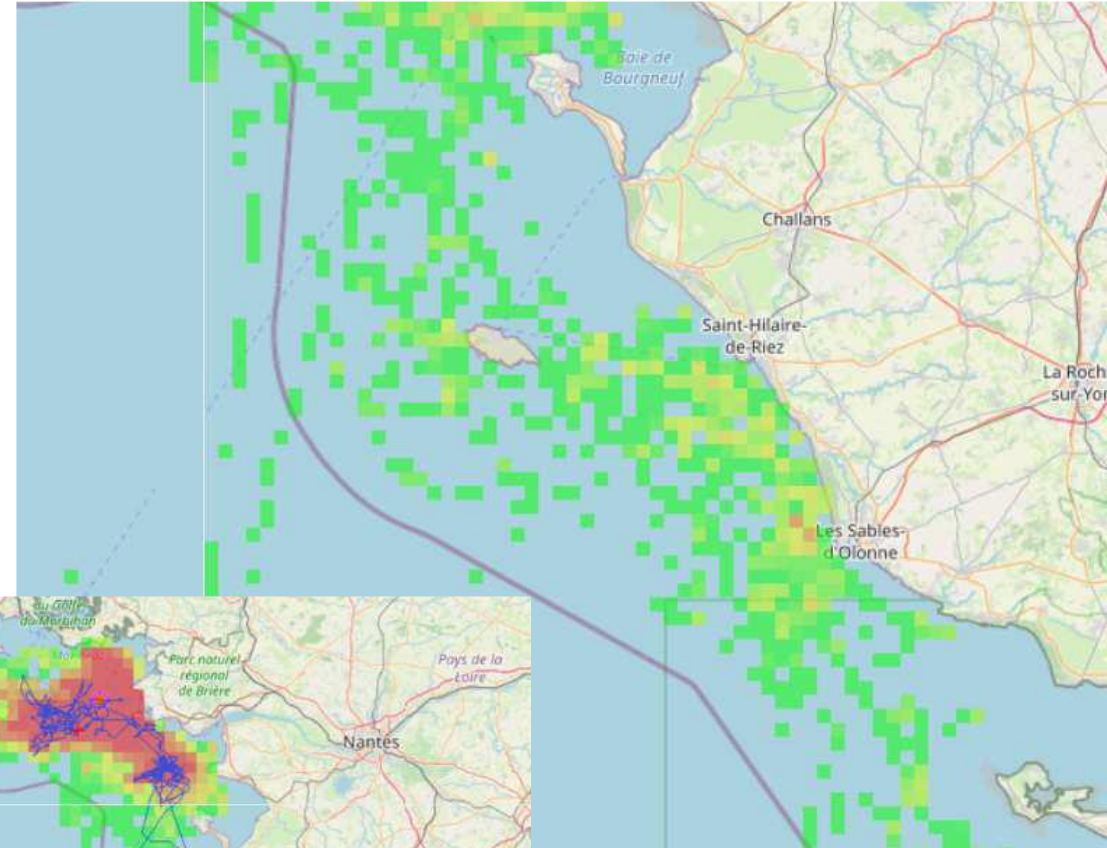 Baie de
Bourgneuf
Challans
Saint-Hilaire-
de-Riez
La Roch
sur-Yon
Les Sables-
d'Olonne
du Golfe
du Morbihan
Parc naturel
régional
de Brière
Pays de la
Loire
Nantes